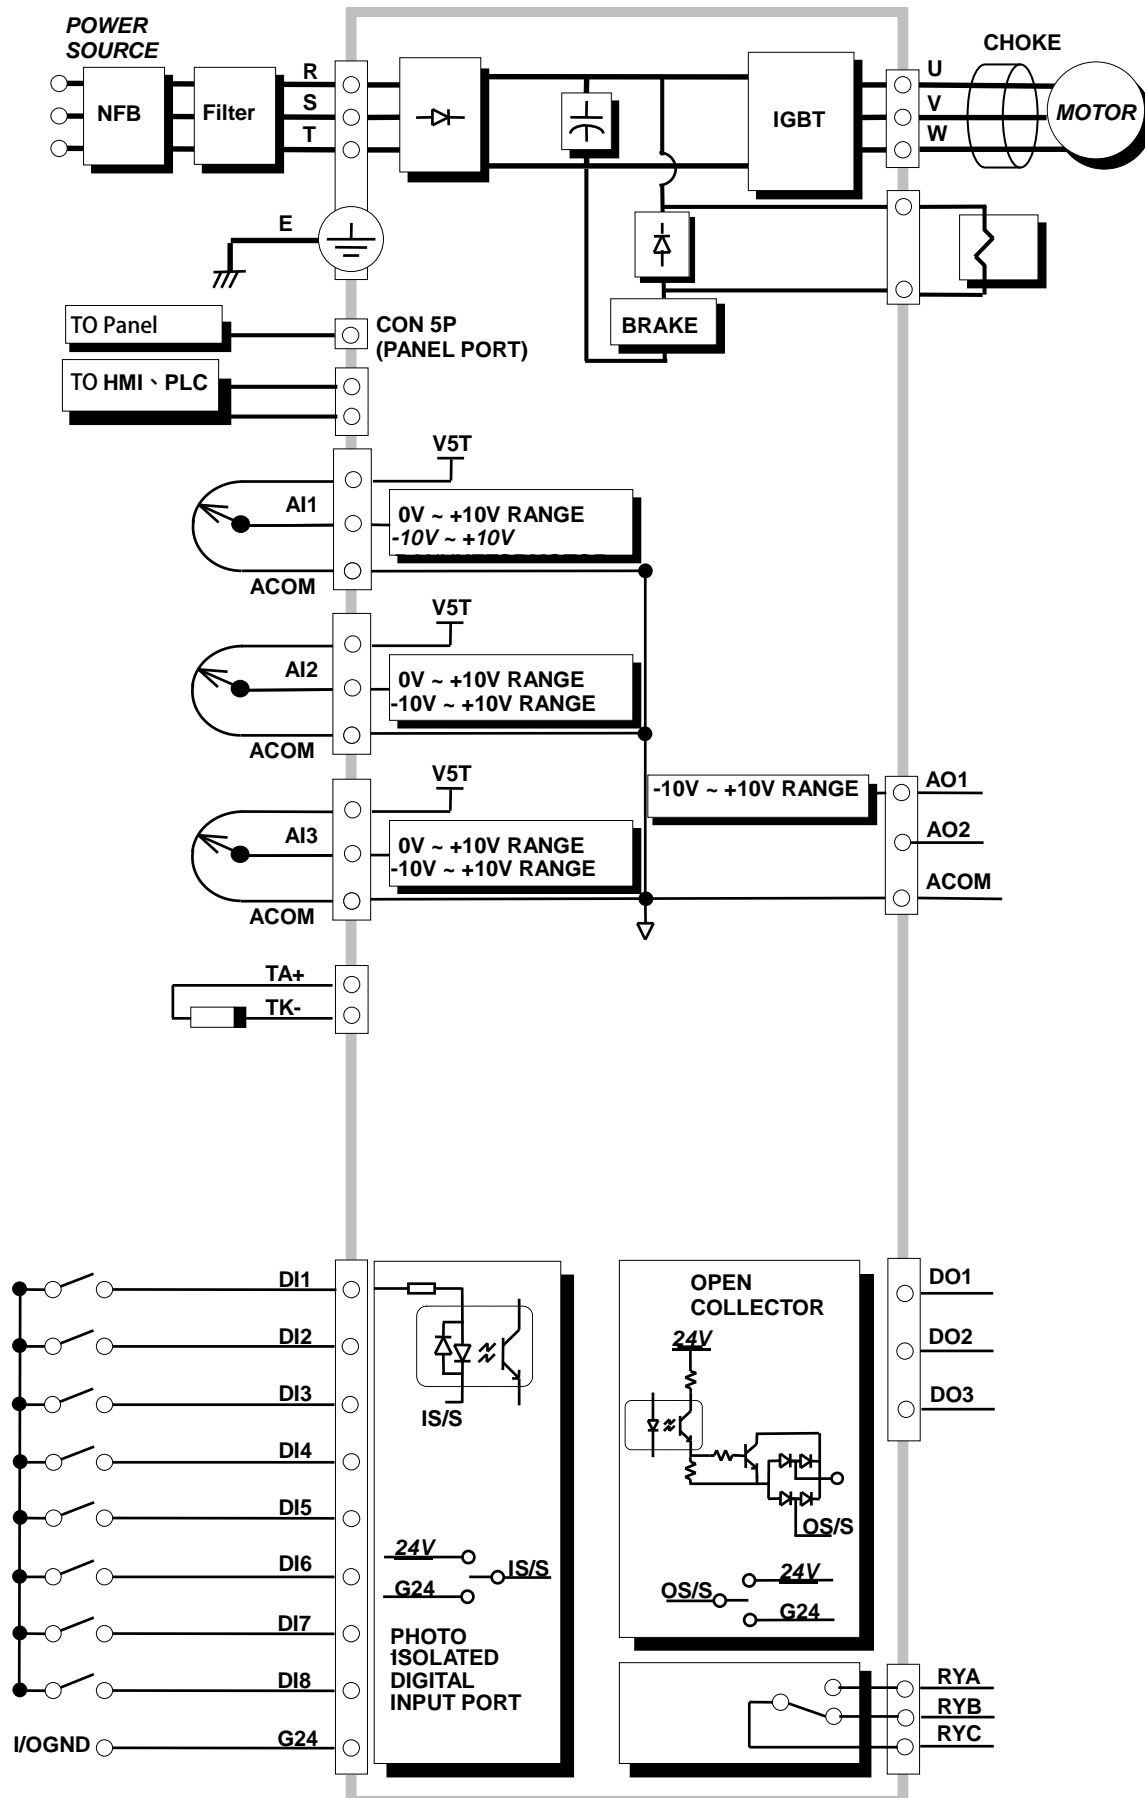 POWER
SOURCE
NFB
Filter
R
S
T
IGBT
U
V
W
CHOKE
MOTOR
E
BRAKE
TO Panel
CON 5P
(PANEL PORT)
TO HMI、PLC
V5T
AI1
0V ~ +10V RANGE
-10V ~ +10V
ACOM
V5T
AI2
0V ~ +10V RANGE
-10V ~ +10V RANGE
ACOM
V5T
AI3
0V ~ +10V RANGE
-10V ~ +10V RANGE
ACOM
-10V ~ +10V RANGE
AO1
AO2
ACOM
TA+
TK-
DI1
DI2
DI3
DI4
DI5
DI6
DI7
DI8
I/OGND
G24
IS/S
24V
G24
IS/S
PHOTO
ISOLATED
DIGITAL
INPUT PORT
OPEN
COLLECTOR
24V
OS/S
OS/S
24V
G24
DO1
DO2
DO3
RYA
RYB
RYC